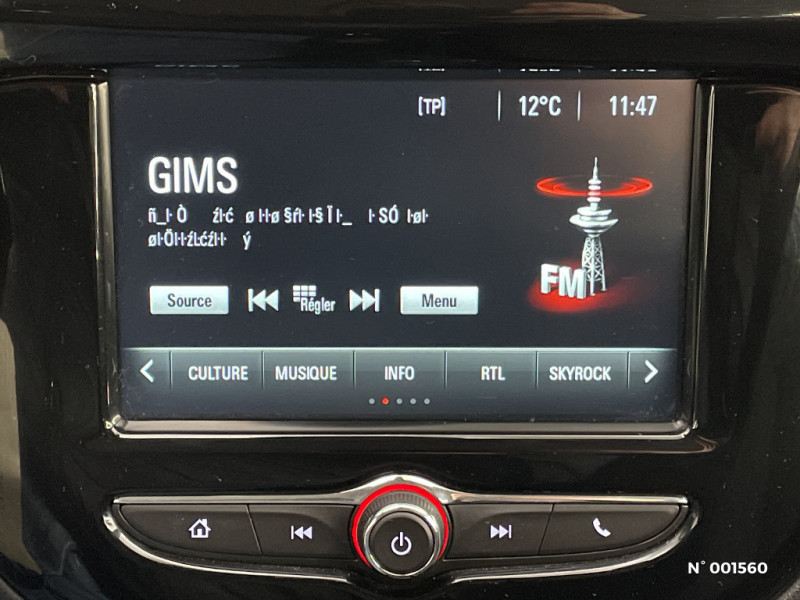 [TP] 12°C 11:47
GIMS
Source Régler Menu
FM
CULTURE MUSIQUE INFO RTL SKYROCK
N° 001560